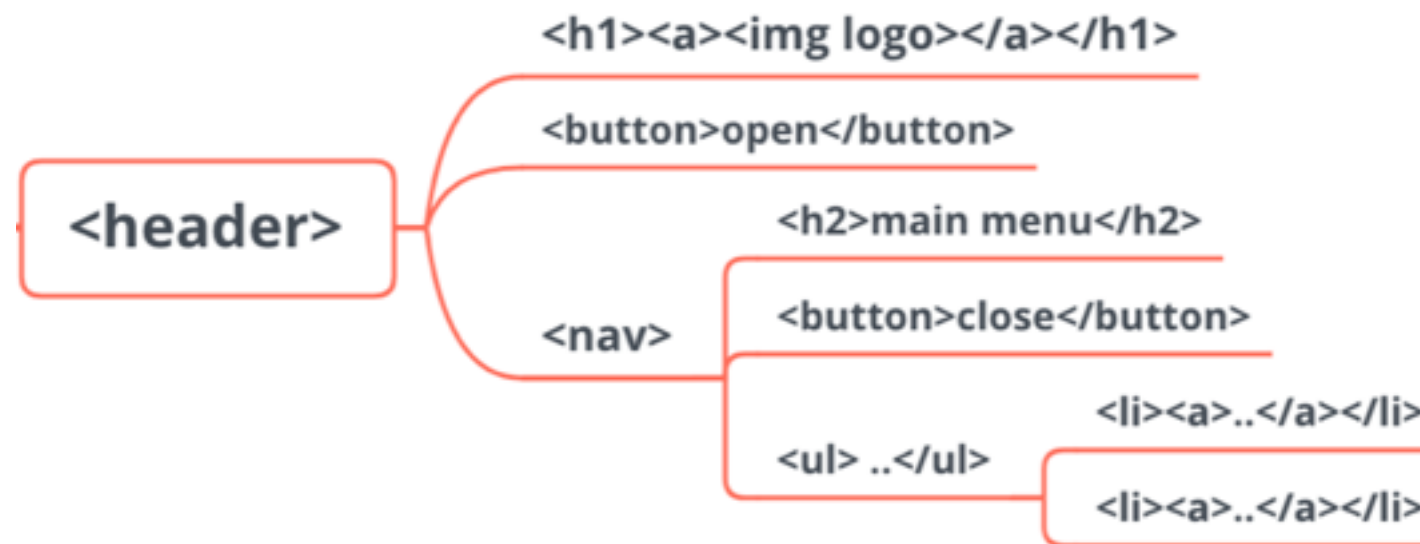 <h1><a><img logo></a></h1>
<button>open</button>
<header>
<h2>main menu</h2>
<button>close</button>
<nav>
<li><a>..</a></li>
<ul> ..</ul>
<li><a>..</a></li>